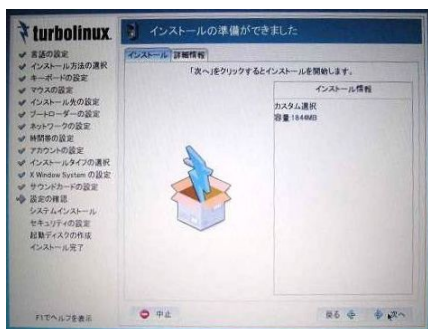 turbolinux
言語の設定
インストール方法の選択
キーボードの設定
マウスの設定
インストール先の設定
ブートローダーの設定
ネットワークの設定
時間帯の設定
アカウントの設定
インストールタイプの選択
X Window System の設定
サウンドカードの設定
設定の確認
システムインストール
セキュリティの設定
起動ディスクの作成
インストール完了
F1でヘルプを表示
インストールの準備ができました
インストール 詳細情報
「次へ」をクリックするとインストールを開始します。
インストール情報
カスタム選択
容量:1844MB
中止
戻る
次へ